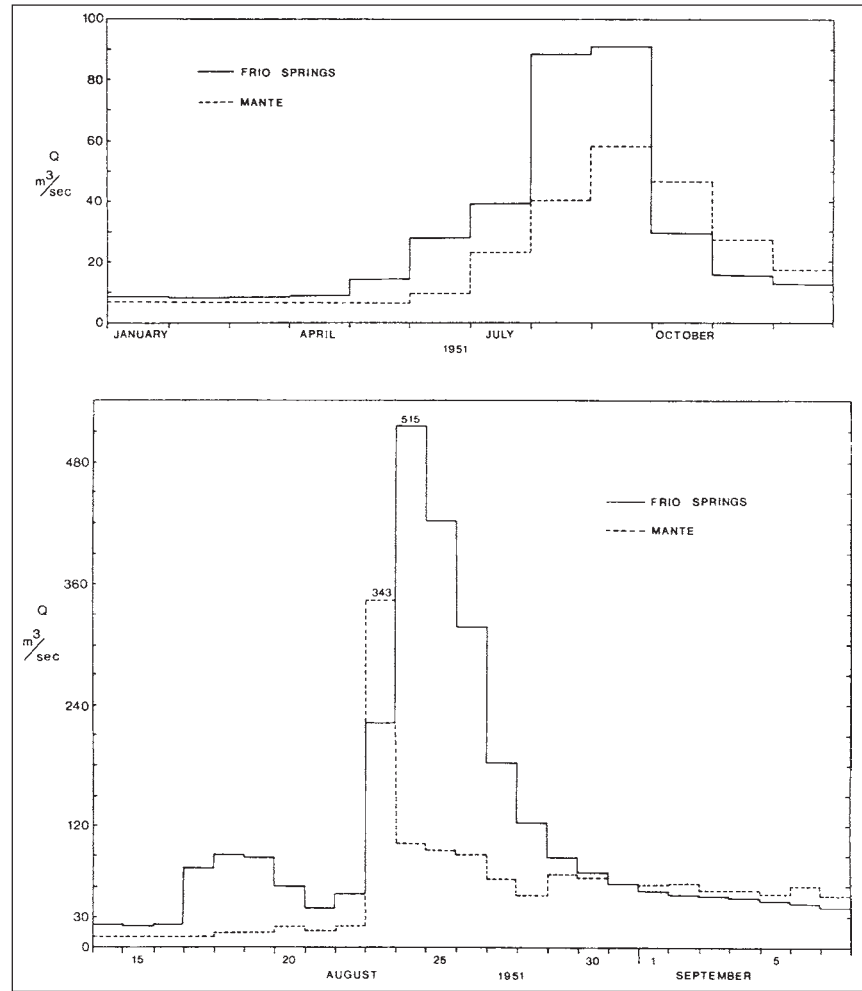 100
80
60
40
20
0
Q
m3/sec
FRIO SPRINGS
MANTE
JANUARY APRIL JULY OCTOBER
1951
480
360
240
120
30
0
Q
m3/sec
515
343
FRIO SPRINGS
MANTE
15 20 25 30 1 5
AUGUST 1951 SEPTEMBER